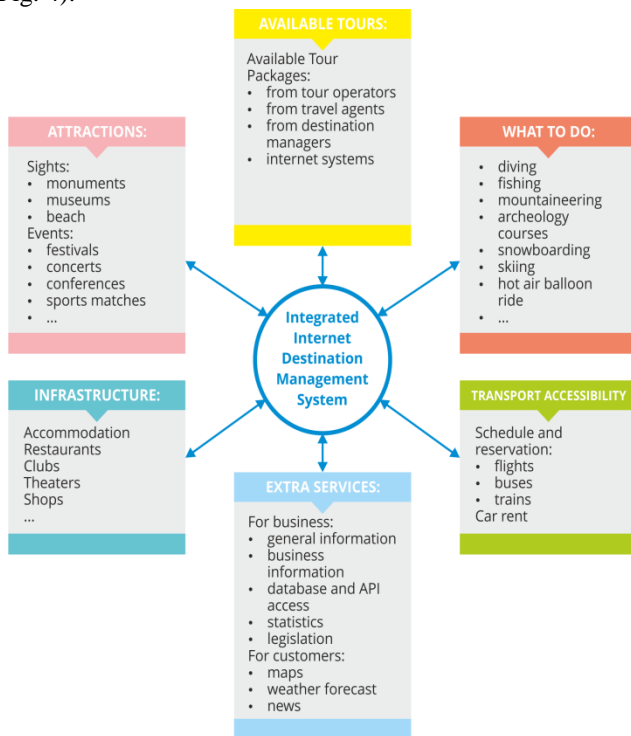 Fig. 4).
AVAILABLE TOURS:
Available Tour
Packages:
• from tour operators
• from travel agents
• from destination
managers
• internet systems
ATTRACTIONS:
Sights:
• monuments
• museums
• beach
Events:
• festivals
• concerts
• conferences
• sports matches
• ...
WHAT TO DO:
• diving
• fishing
• mountaineering
• archeology
courses
• snowboarding
• skiing
• hot air balloon
ride
• ...
Integrated
Internet
Destination
Management
System
INFRASTRUCTURE:
Accommodation
Restaurants
Clubs
Theaters
Shops
...
TRANSPORT ACCESSIBILITY
Schedule and
reservation:
• flights
• buses
• trains
Car rent
EXTRA SERVICES:
For business:
• general information
• business
information
• database and API
access
• statistics
• legislation
For customers:
• maps
• weather forecast
• news